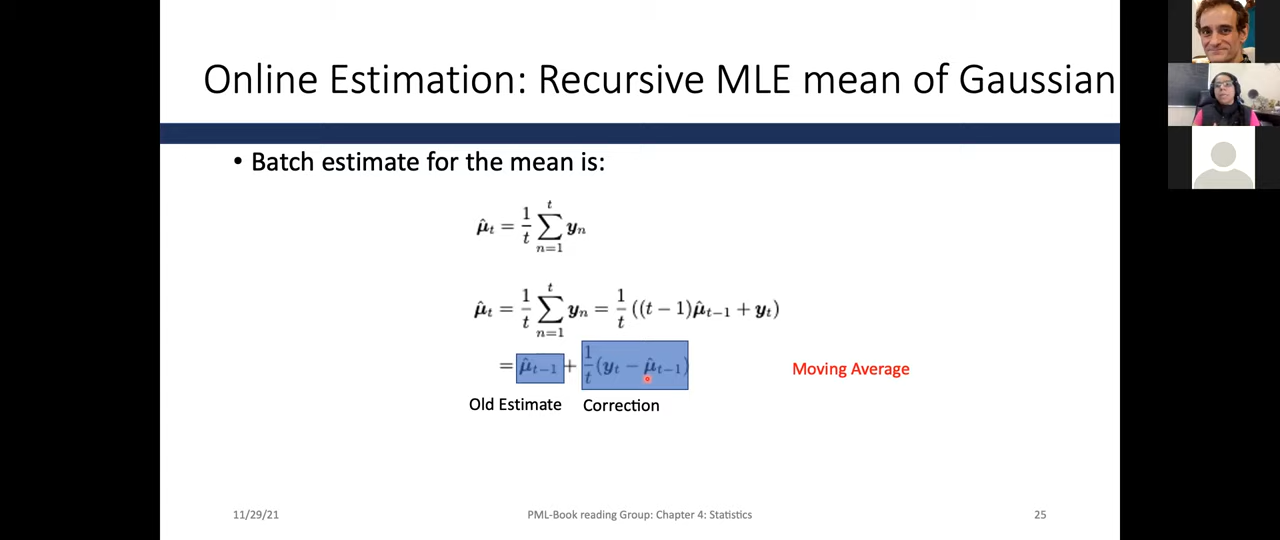 Online Estimation: Recursive MLE mean of Gaussian
• Batch estimate for the mean is:
μ̂ₜ = 1/t ∑ₙ₌₁ᵗ yₙ
μ̂ₜ = 1/t ∑ₙ₌₁ᵗ yₙ = 1/t ((t − 1)μ̂ₜ₋₁ + yₜ)
= μ̂ₜ₋₁ + 1/t (yₜ − μ̂ₜ₋₁)
Moving Average
Old Estimate
Correction
11/29/21
PML-Book reading Group: Chapter 4: Statistics
25